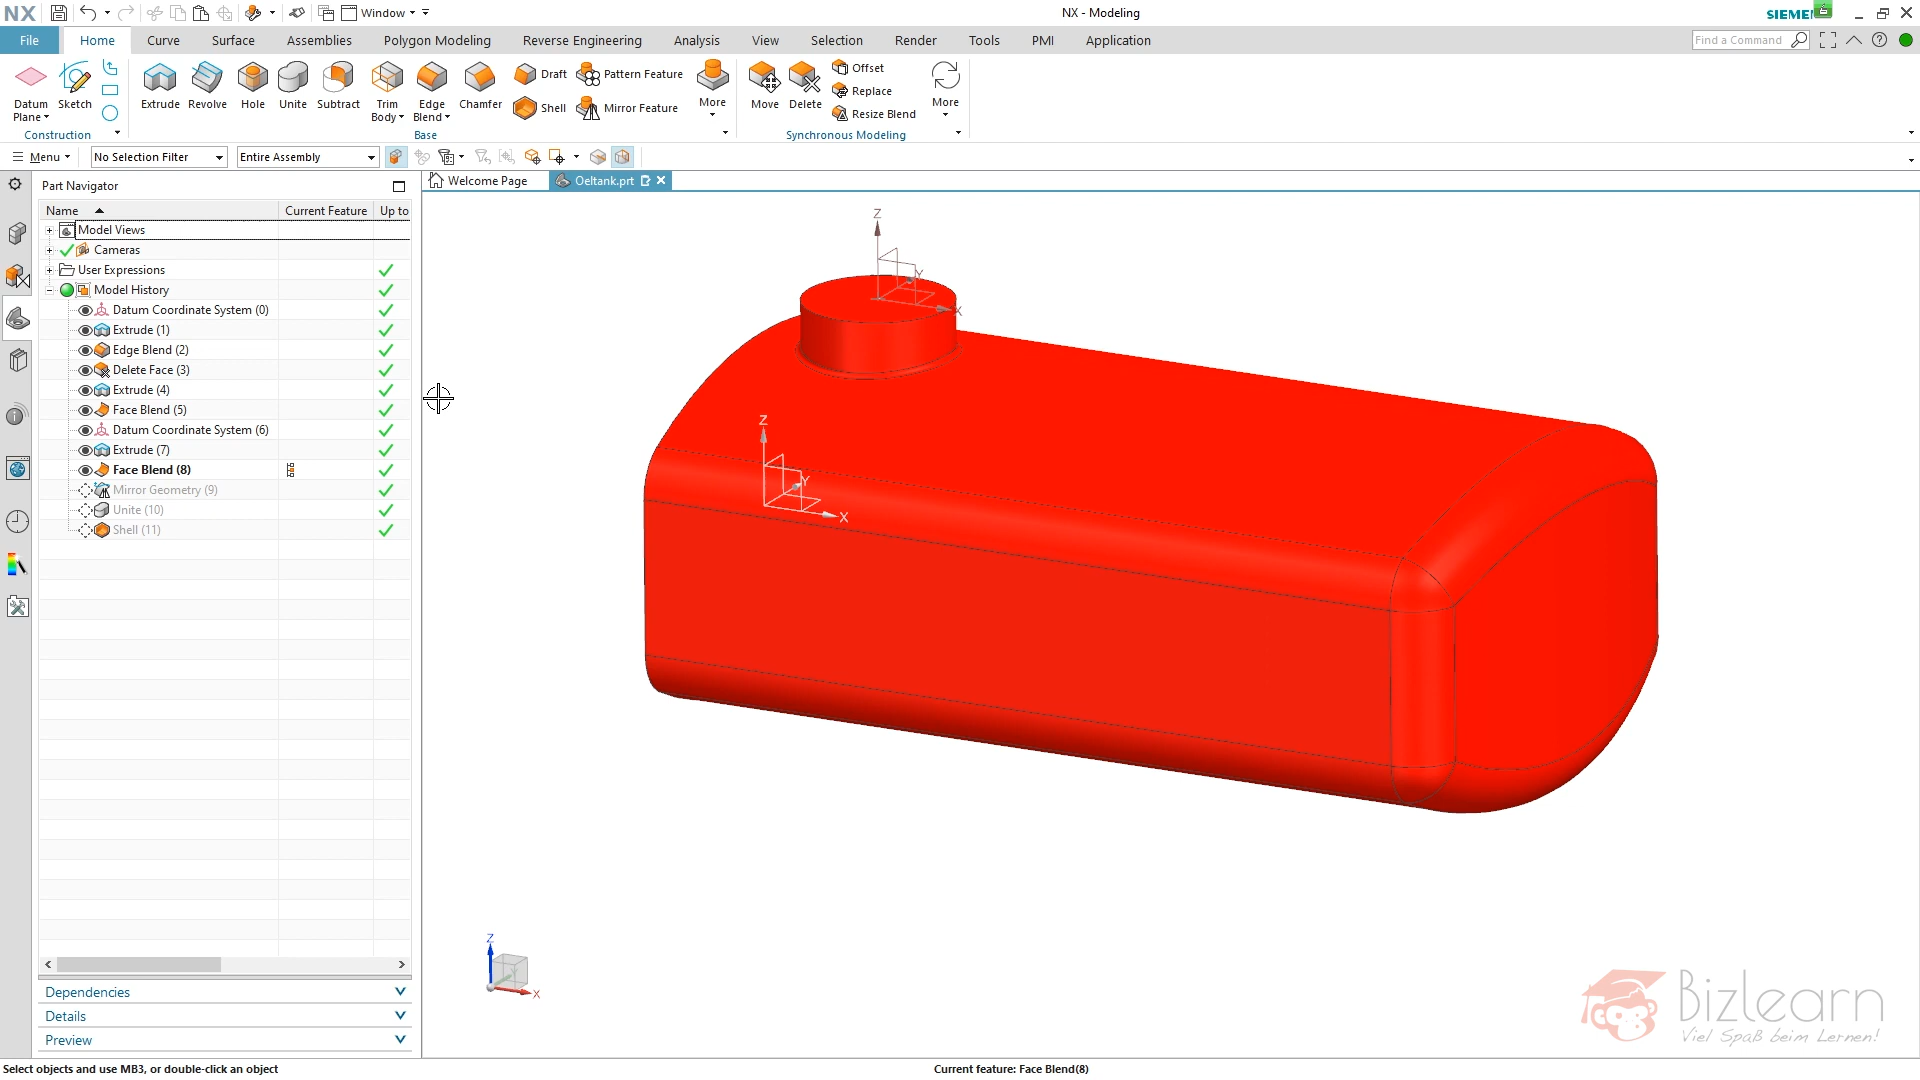 NX
Window
NX - Modeling
SIEME
File Home Curve Surface Assemblies Polygon Modeling Reverse Engineering Analysis View Selection Render Tools PMI Application
Find a Command
Datum Plane
Sketch
Extrude
Revolve
Hole
Unite
Subtract
Trim Body
Edge Blend
Chamfer
Draft
Shell
Pattern Feature
Mirror Feature
More
Move
Delete
Offset
Replace
Resize Blend
More
Construction
Base
Synchronous Modeling
Menu
No Selection Filter
Entire Assembly
Part Navigator
Welcome Page
Oeltank.prt
Name Current Feature Up to
Model Views
Cameras
User Expressions
Model History
Datum Coordinate System (0)
Extrude (1)
Edge Blend (2)
Delete Face (3)
Extrude (4)
Face Blend (5)
Datum Coordinate System (6)
Extrude (7)
Face Blend (8)
Mirror Geometry (9)
Unite (10)
Shell (11)
Z
Y
X
Z
Y
X
Z
Y
X
Dependencies
Details
Preview
Bizlearn
Viel Spaß beim Lernen!
Select objects and use MB3, or double-click an object
Current feature: Face Blend(8)